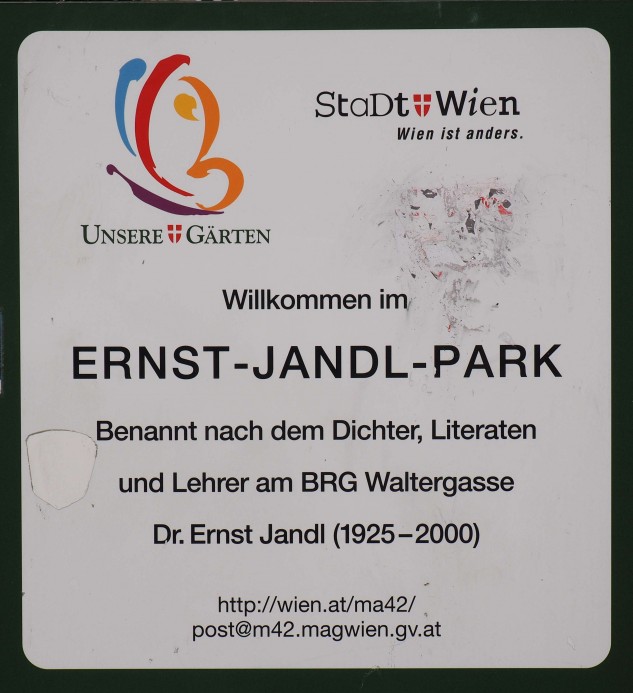 StaDt Wien
Wien ist anders.
UNSERE GÄRTEN
Willkommen im
ERNST-JANDL-PARK
Benannt nach dem Dichter, Literaten
und Lehrer am BRG Waltergasse
Dr. Ernst Jandl (1925–2000)
http://wien.at/ma42/
post@m42.magwien.gv.at